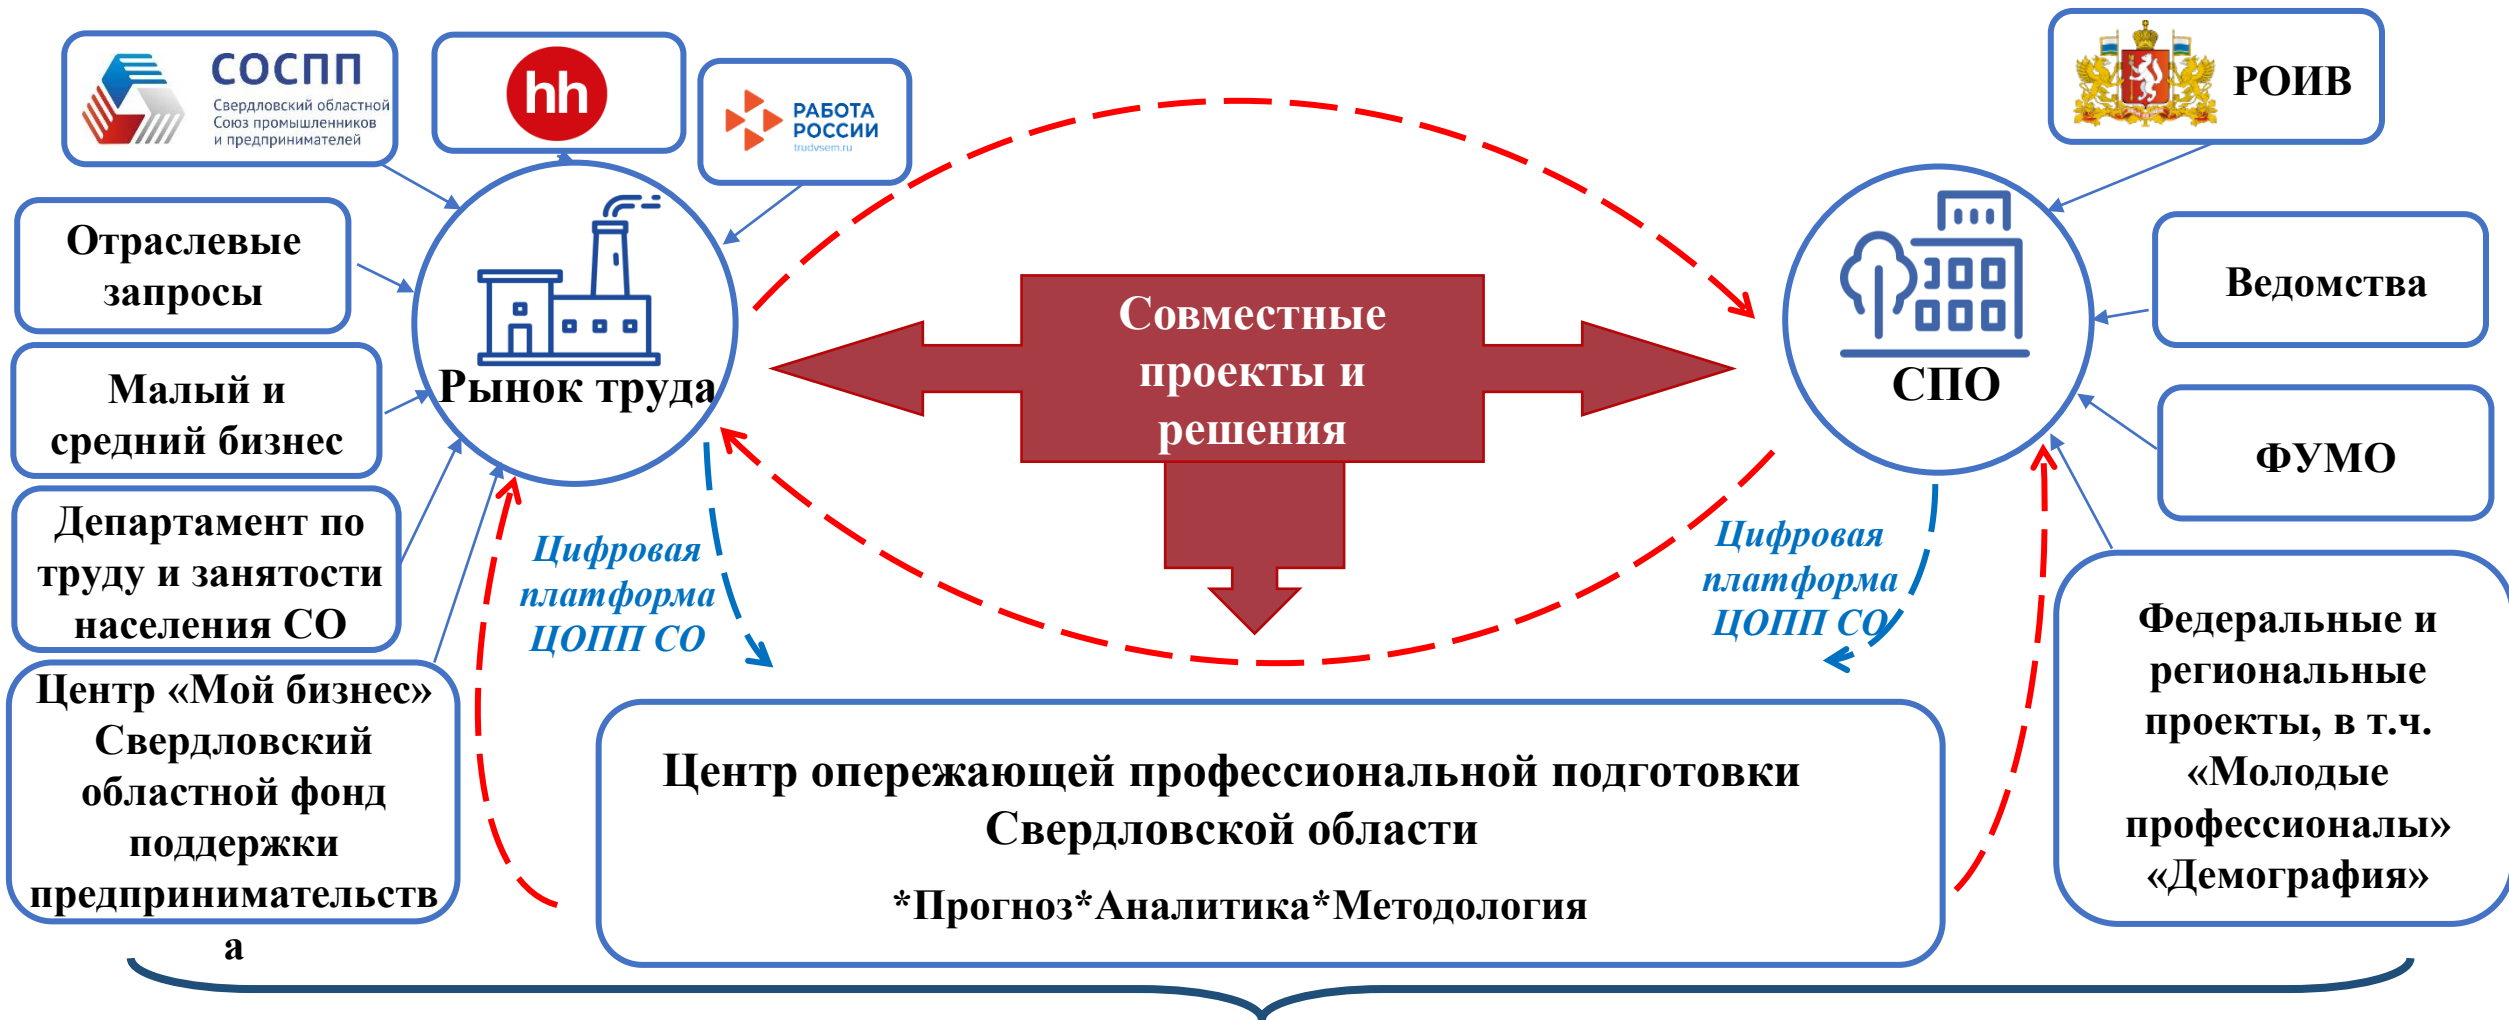 СОСПП
Свердловский областной
Союз промышленников
и предпринимателей
hh
РАБОТА
РОССИИ
trudvsem.ru
РОИВ
Отраслевые
запросы
Малый и
средний бизнес
Департамент по
труду и занятости
населения СО
Центр «Мой бизнес»
Свердловский
областной фонд
поддержки
предпринимательств
а
Рынок труда
Совместные
проекты и
решения
СПО
Ведомства
ФУМО
Федеральные и
региональные
проекты, в т.ч.
«Молодые
профессионалы»
«Демография»
Цифровая
платформа
ЦОПП СО
Цифровая
платформа
ЦОПП СО
Центр опережающей профессиональной подготовки
Свердловской области
*Прогноз*Аналитика*Методология